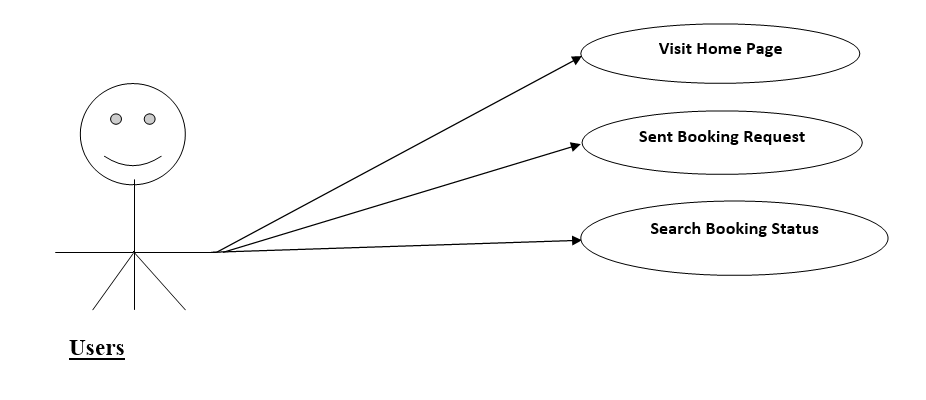 Visit Home Page
Sent Booking Request
Search Booking Status
Users